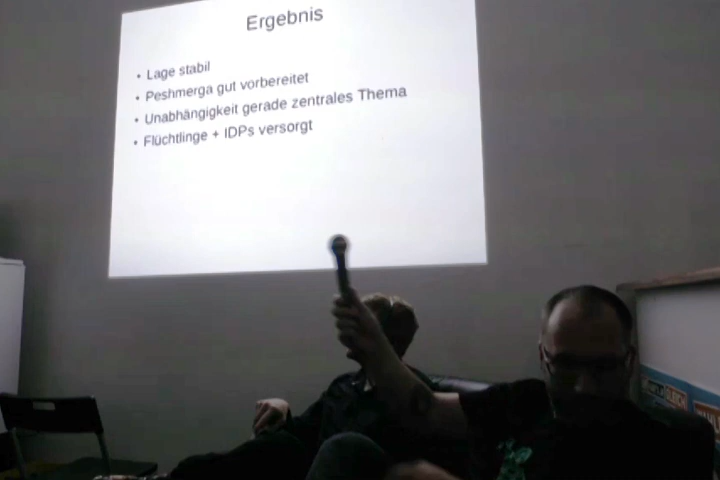 Ergebnis
• Lage stabil
• Peshmerga gut vorbereitet
• Unabhängigkeit gerade zentrales Thema
• Flüchtlinge + IDPs versorgt